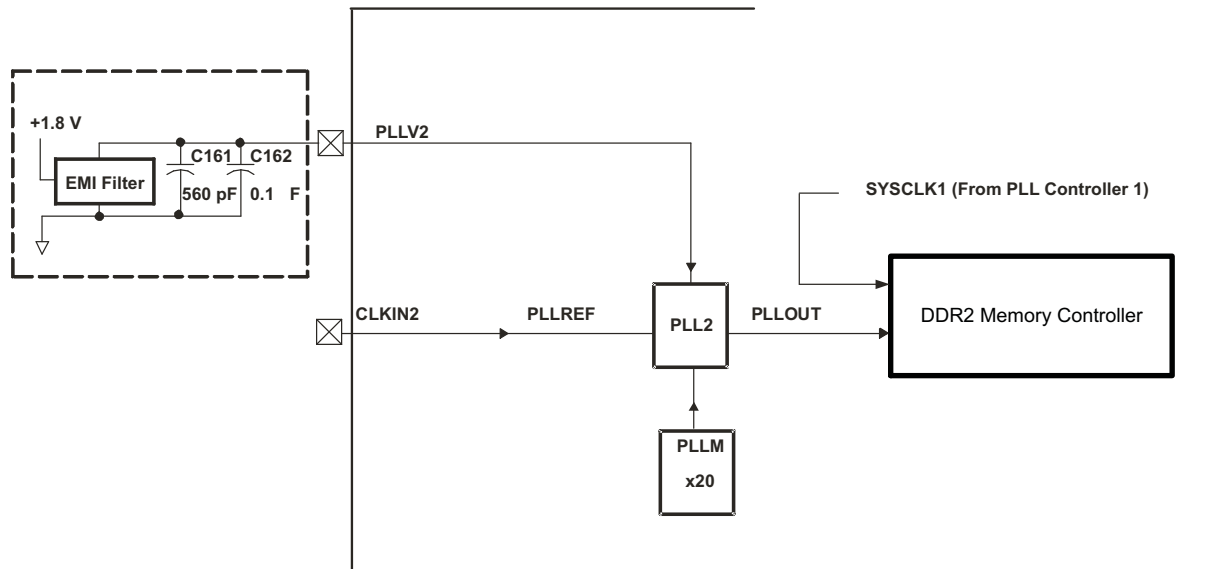 +1.8 V
EMI Filter
C161
560 pF
C162
0.1 F
PLLV2
CLKIN2
PLLREF
PLL2
PLLOUT
PLLM
x20
SYSCLK1 (From PLL Controller 1)
DDR2 Memory Controller